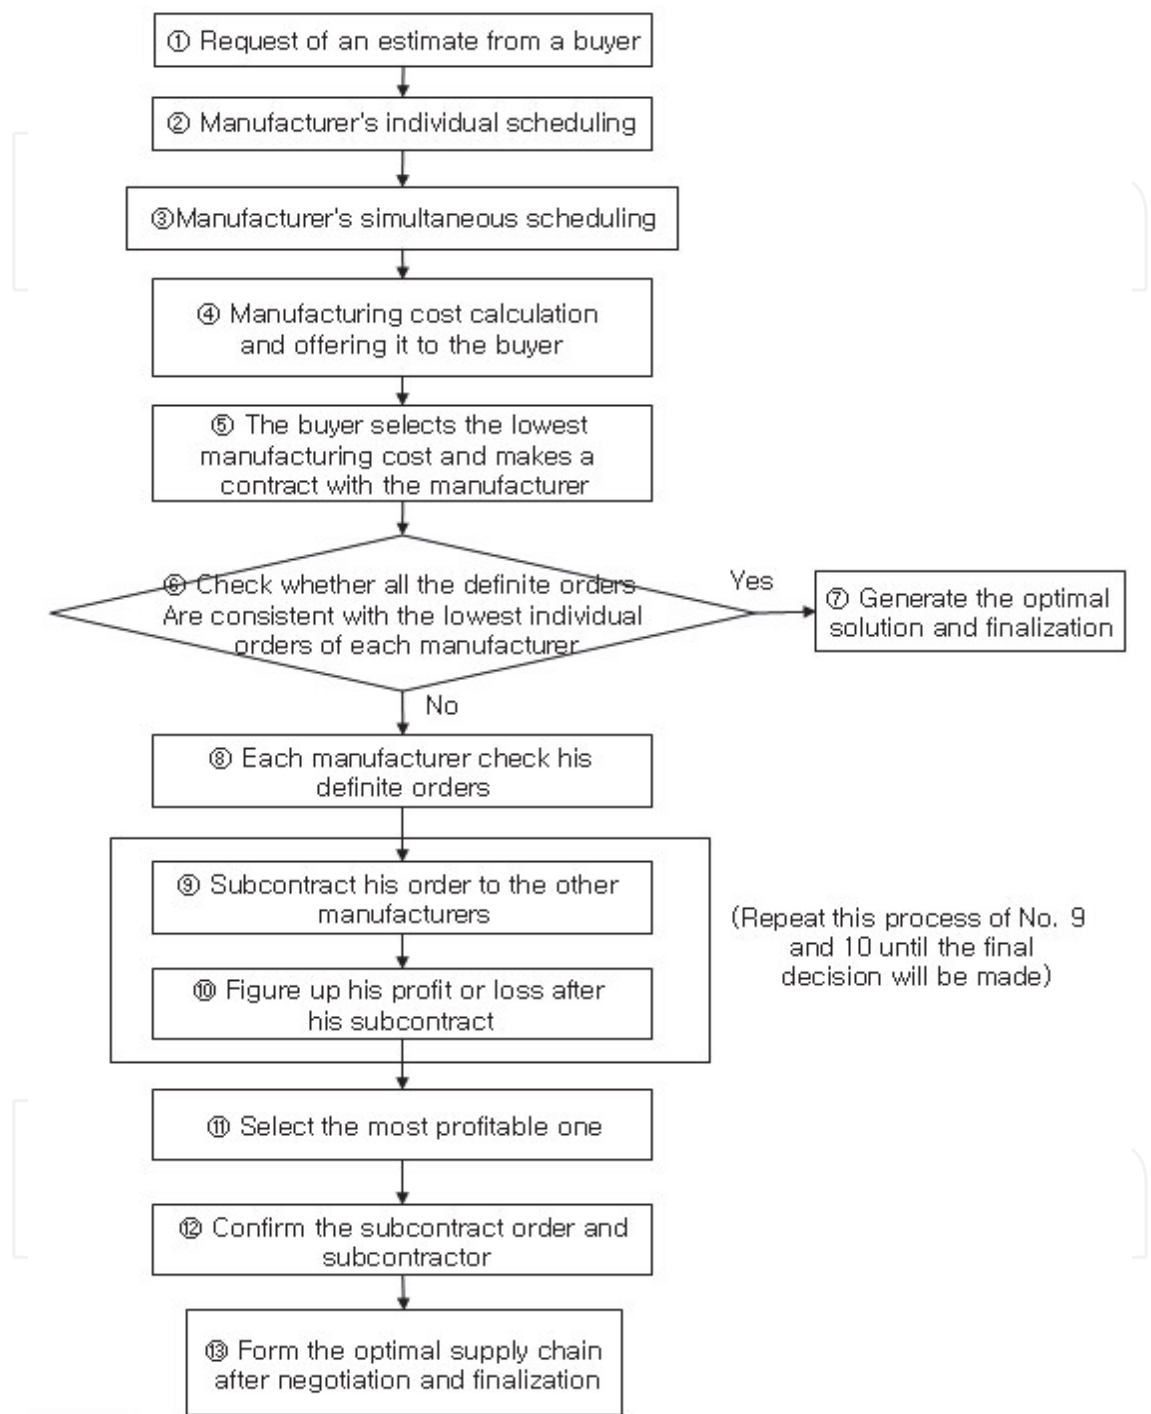 ① Request of an estimate from a buyer
② Manufacturer's individual scheduling
③Manufacturer's simultaneous scheduling
④ Manufacturing cost calculation
and offering it to the buyer
⑤ The buyer selects the lowest
manufacturing cost and makes a
contract with the manufacturer
⑥ Check whether all the definite orders
Are consistent with the lowest individual
orders of each manufacturer
Yes
⑦ Generate the optimal
solution and finalization
No
⑧ Each manufacturer check his
definite orders
⑨ Subcontract his order to the other
manufacturers
⑩ Figure up his profit or loss after
his subcontract
(Repeat this process of No. 9
and 10 until the final
decision will be made)
⑪ Select the most profitable one
⑫ Confirm the subcontract order and
subcontractor
⑬ Form the optimal supply chain
after negotiation and finalization